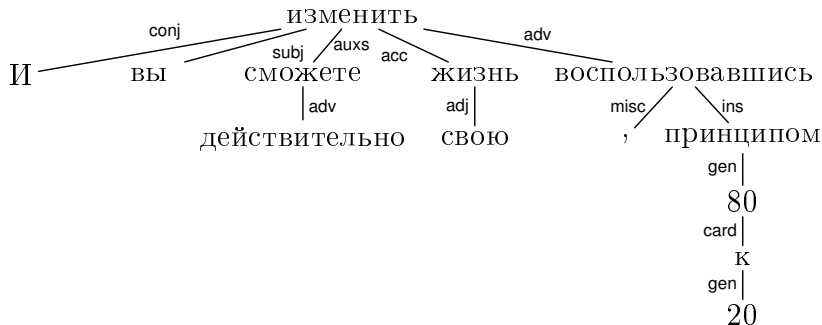 изменить
conj subj auxs acc adv
И вы сможете жизнь воспользовавшись
adv adj misc ins
действительно свою , принципом
gen
80
card
к
gen
20